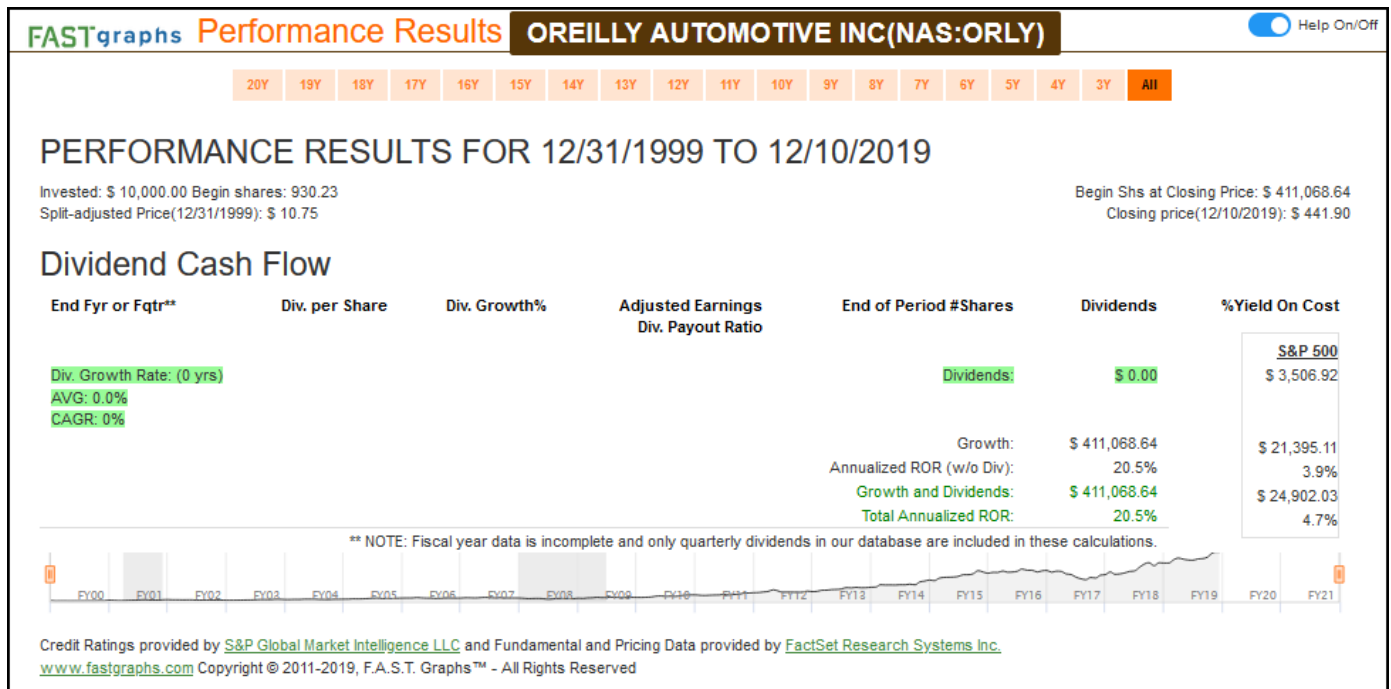 FAST graphs Performance Results OREILLY AUTOMOTIVE INC(NAS:ORLY) Help On/Off
20Y 19Y 18Y 17Y 16Y 15Y 14Y 13Y 12Y 11Y 10Y 9Y 8Y 7Y 6Y 5Y 4Y 3Y All
PERFORMANCE RESULTS FOR 12/31/1999 TO 12/10/2019
Invested: $ 10,000.00 Begin shares: 930.23 Begin Shs at Closing Price: $ 411,068.64
Split-adjusted Price(12/31/1999): $ 10.75 Closing price(12/10/2019): $ 441.90
Dividend Cash Flow
End Fyr or Fqtr** Div. per Share Div. Growth% Adjusted Earnings End of Period #Shares Dividends %Yield On Cost
Div. Payout Ratio
S&P 500
Div. Growth Rate: (0 yrs) Dividends: $ 0.00 $ 3,506.92
AVG: 0.0%
CAGR: 0%
Growth: $ 411,068.64 $ 21,395.11
Annualized ROR (w/o Div): 20.5% 3.9%
Growth and Dividends: $ 411,068.64 $ 24,902.03
Total Annualized ROR: 20.5% 4.7%
** NOTE: Fiscal year data is incomplete and only quarterly dividends in our database are included in these calculations.
FY00 FY01 FY02 FY03 FY04 FY05 FY06 FY07 FY08 FY09 FY10 FY11 FY12 FY13 FY14 FY15 FY16 FY17 FY18 FY19 FY20 FY21
Credit Ratings provided by S&P Global Market Intelligence LLC and Fundamental and Pricing Data provided by FactSet Research Systems Inc.
www.fastgraphs.com Copyright © 2011-2019, F.A.S.T. Graphs™ - All Rights Reserved